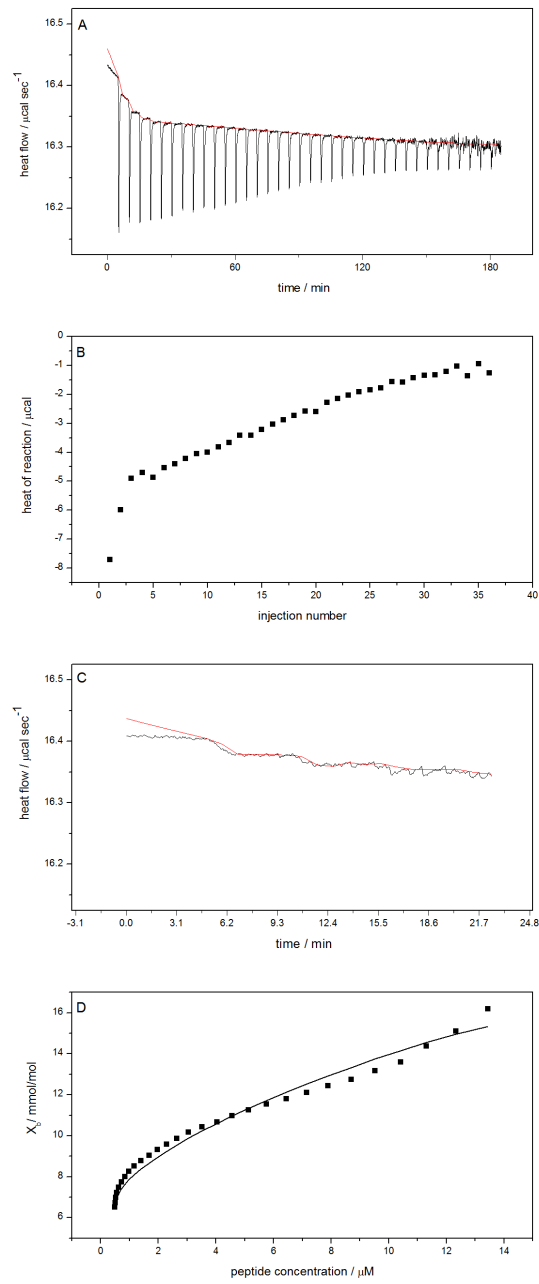 A
16.5
16.4
16.3
16.2
heat flow / μcal sec⁻¹
0 60 120 180
time / min
B
0
-1
-2
-3
-4
-5
-6
-7
-8
heat of reaction / μcal
0 5 10 15 20 25 30 35 40
injection number
C
16.5
16.4
16.3
16.2
heat flow / μcal sec⁻¹
-3.1 0.0 3.1 6.2 9.3 12.4 15.5 18.6 21.7 24.8
time / min
D
16
14
12
10
8
6
X_b/ mmol/mol
0 2 4 6 8 10 12 14
peptide concentration / μM